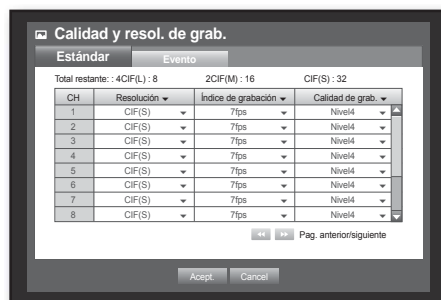 Calidad y resol. de grab.
Estándar Evento
Total restante: : 4CIF(L) : 8 2CIF(M) : 16 CIF(S) : 32
CH Resolución Índice de grabación Calidad de grab.
1 CIF(S) 7fps Nivel4
2 CIF(S) 7fps Nivel4
3 CIF(S) 7fps Nivel4
4 CIF(S) 7fps Nivel4
5 CIF(S) 7fps Nivel4
6 CIF(S) 7fps Nivel4
7 CIF(S) 7fps Nivel4
8 CIF(S) 7fps Nivel4
Pag. anterior/siguiente
Acept. Cancel